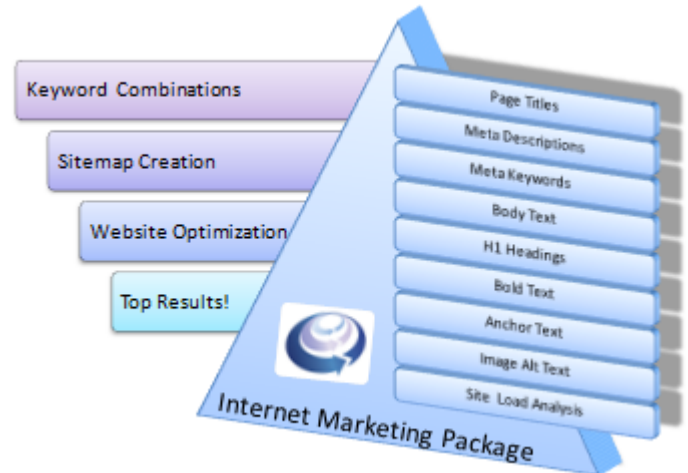 Keyword Combinations
Sitemap Creation
Website Optimization
Top Results!
Page Titles
Meta Descriptions
Meta Keywords
Body Text
H1 Headings
Bold Text
Anchor Text
Image Alt Text
Site Load Analysis
Internet Marketing Package